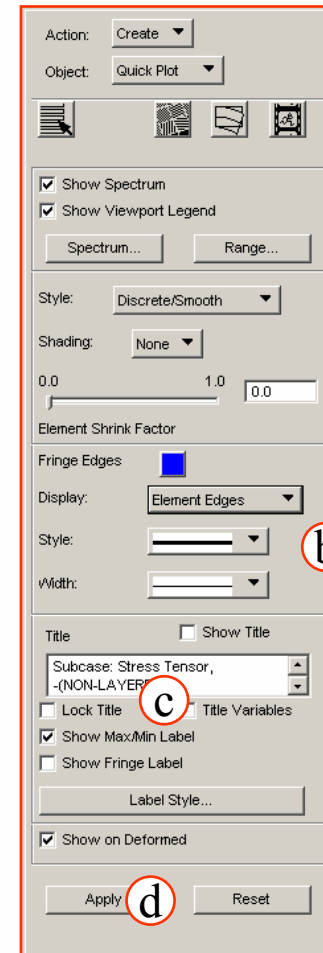 Action: Create
Object: Quick Plot
Show Spectrum
Show Viewport Legend
Spectrum... Range...
Style: Discrete/Smooth
Shading: None
0.0 1.0 0.0
Element Shrink Factor
Fringe Edges
Display: Element Edges
Style:
b
Width:
Title Show Title
Subcase: Stress Tensor,
-(NON-LAYER
c
Lock Title Title Variables
Show Max/Min Label
Show Fringe Label
Label Style...
Show on Deformed
Apply d Reset